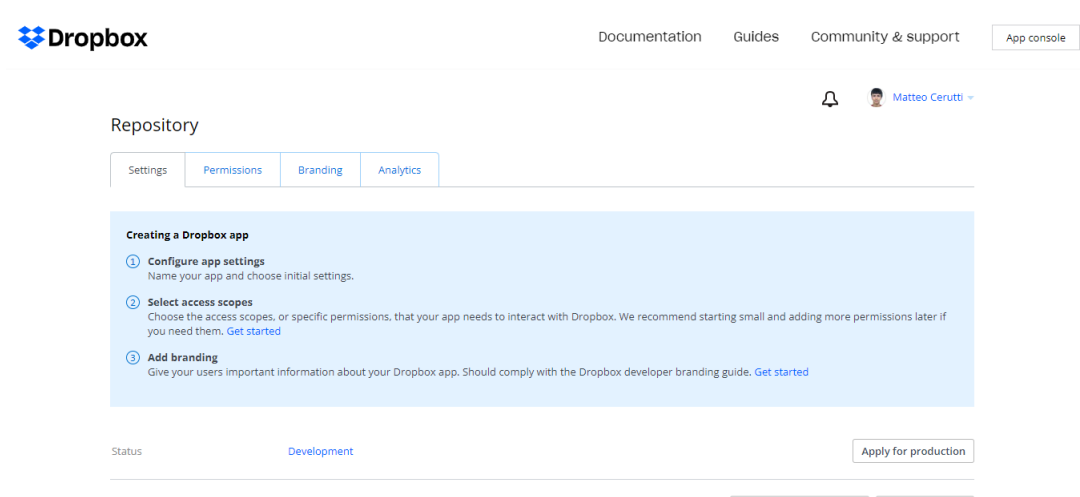 Dropbox
Documentation
Guides
Community & support
App console
Matteo Cerutti
Repository
Settings
Permissions
Branding
Analytics
Creating a Dropbox app
1 Configure app settings
Name your app and choose initial settings.
2 Select access scopes
Choose the access scopes, or specific permissions, that your app needs to interact with Dropbox. We recommend starting small and adding more permissions later if
you need them. Get started
3 Add branding
Give your users important information about your Dropbox app. Should comply with the Dropbox developer branding guide. Get started
Status
Development
Apply for production